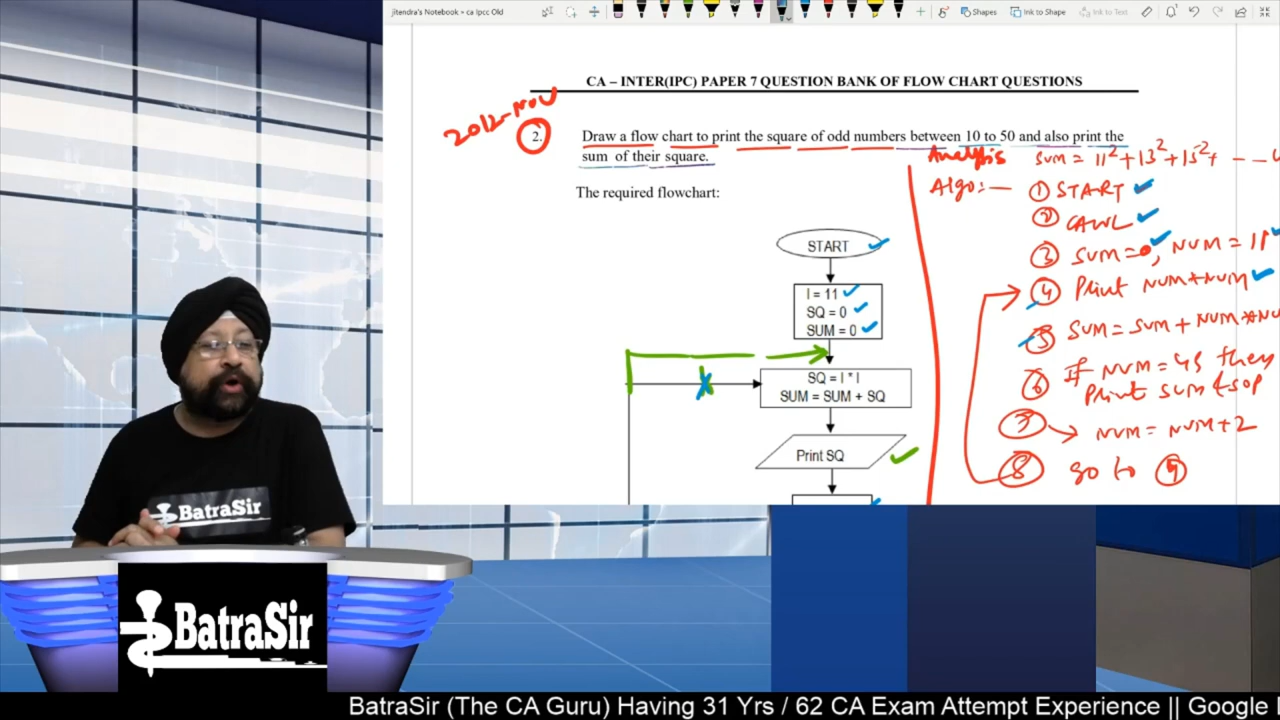 jitendra's Notebook » ca Ipcc Old
Shapes
Ink to Shape
Ink to Text
CA – INTER(IPC) PAPER 7 QUESTION BANK OF FLOW CHART QUESTIONS
2012-NOV
2.
Draw a flow chart to print the square of odd numbers between 10 to 50 and also print the
sum of their square.
The required flowchart:
START
I = 11
SQ = 0
SUM = 0
SQ = I * I
SUM = SUM + SQ
Print SQ
Analysis SUM = 11² + 13² + 15² + - - -
Algo:— ① START
② CAWL
③ SUM=0, NUM = 11
④ Print NUM*NUM
⑤ SUM = SUM + NUM*NU
⑥ If NUM = 49 then
Print SUM & STOP
⑦ → NUM = NUM+2
⑧ go to ④
BatraSir
BatraSir
BatraSir (The CA Guru) Having 31 Yrs / 62 CA Exam Attempt Experience || Google